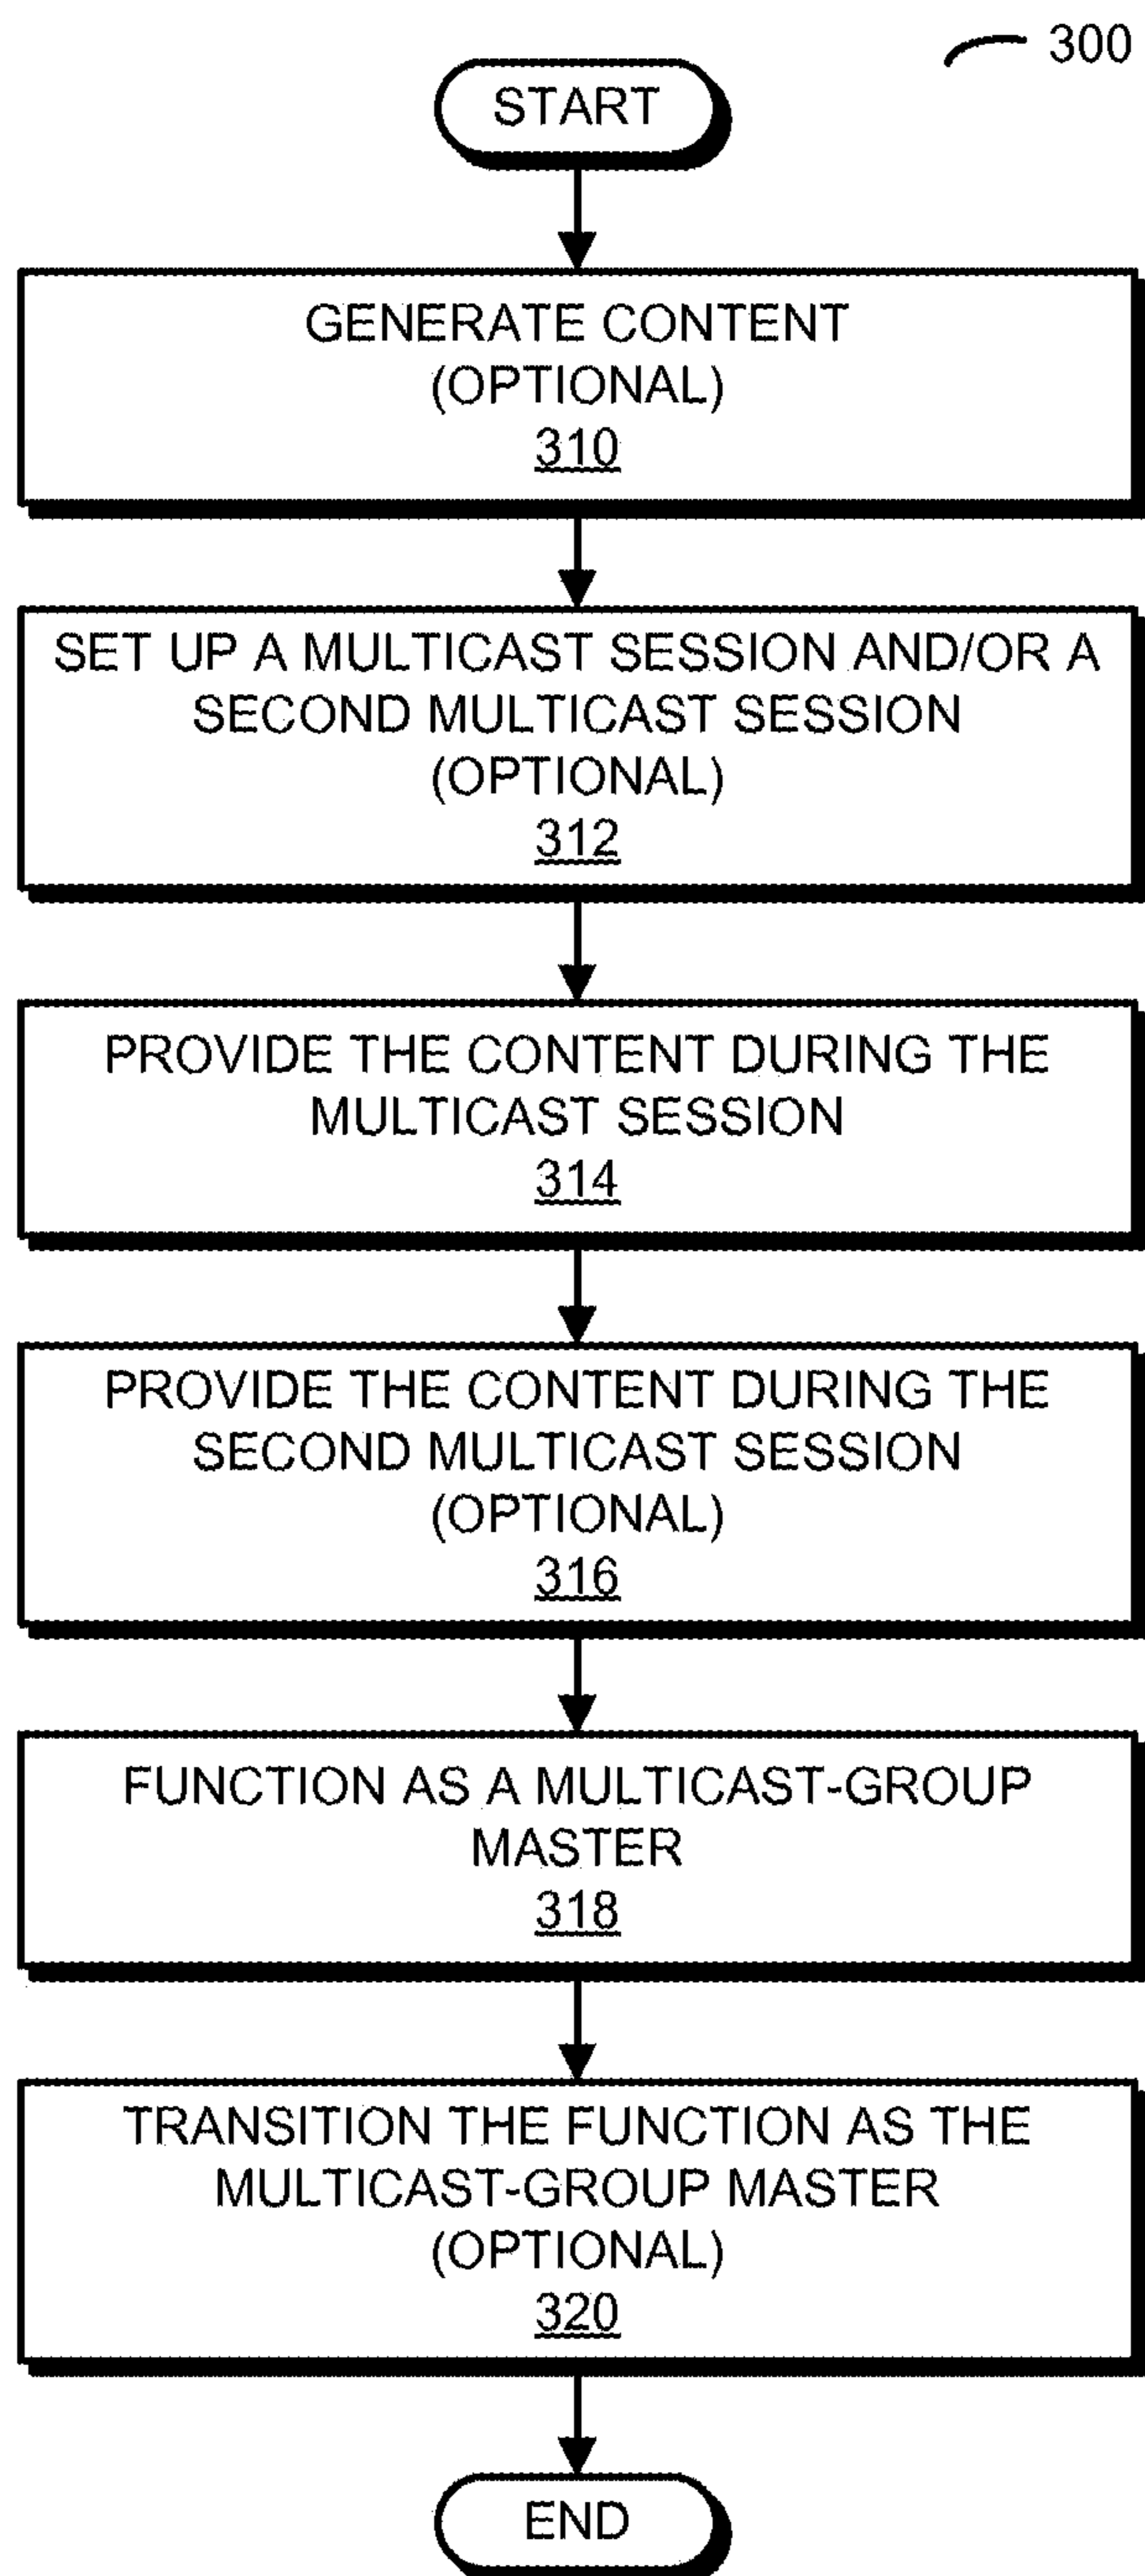 300
START
GENERATE CONTENT
(OPTIONAL)
310
SET UP A MULTICAST SESSION AND/OR A
SECOND MULTICAST SESSION
(OPTIONAL)
312
PROVIDE THE CONTENT DURING THE
MULTICAST SESSION
314
PROVIDE THE CONTENT DURING THE
SECOND MULTICAST SESSION
(OPTIONAL)
316
FUNCTION AS A MULTICAST-GROUP
MASTER
318
TRANSITION THE FUNCTION AS THE
MULTICAST-GROUP MASTER
(OPTIONAL)
320
END